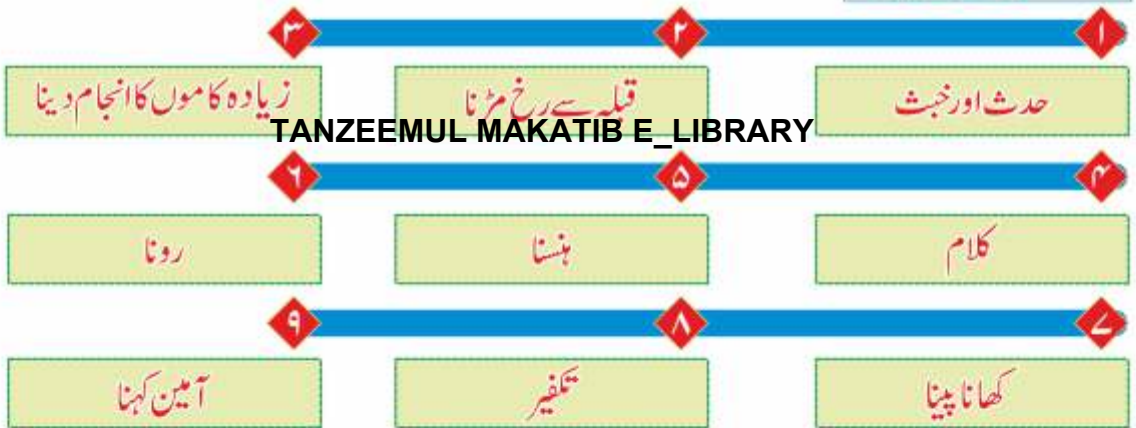 ۱ ۲ ۳
حدث اور خبث قبلہ سے رخ مڑنا زیادہ کاموں کا انجام دینا
TANZEEMUL MAKATIB E_LIBRARY
۴ ۵ ۶
کلام ہنسنا رونا
۷ ۸ ۹
کھانا پینا تکفیر آمین کہنا